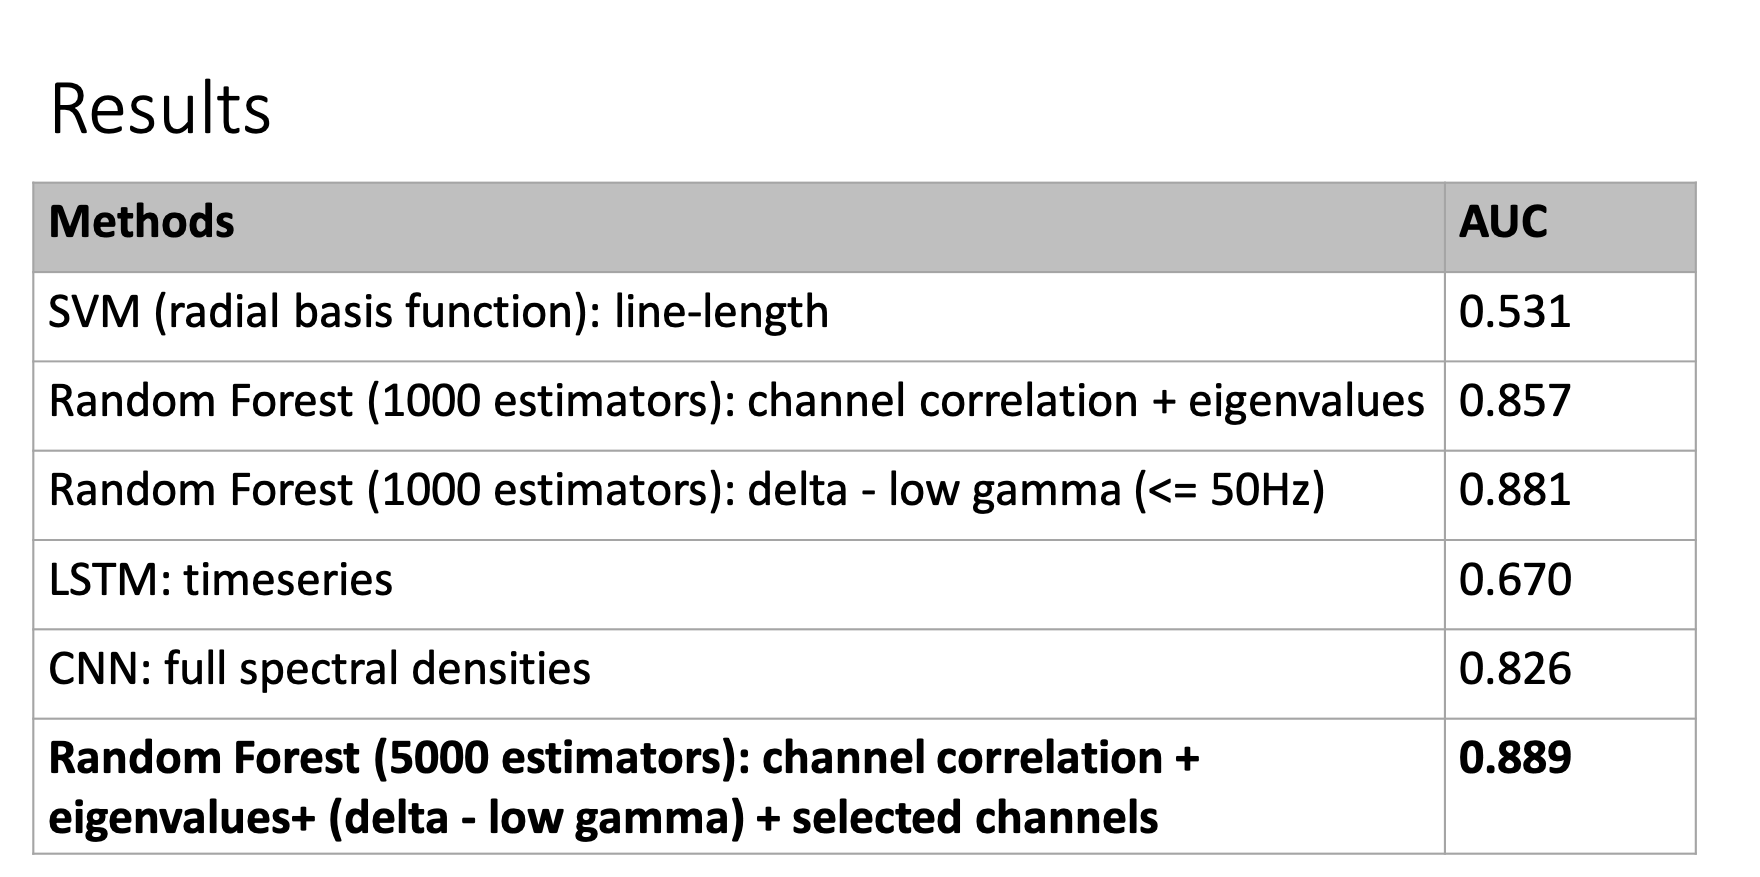 Results
Methods AUC
SVM (radial basis function): line-length 0.531
Random Forest (1000 estimators): channel correlation + eigenvalues 0.857
Random Forest (1000 estimators): delta - low gamma (<= 50Hz) 0.881
LSTM: timeseries 0.670
CNN: full spectral densities 0.826
Random Forest (5000 estimators): channel correlation + 0.889
eigenvalues+ (delta - low gamma) + selected channels